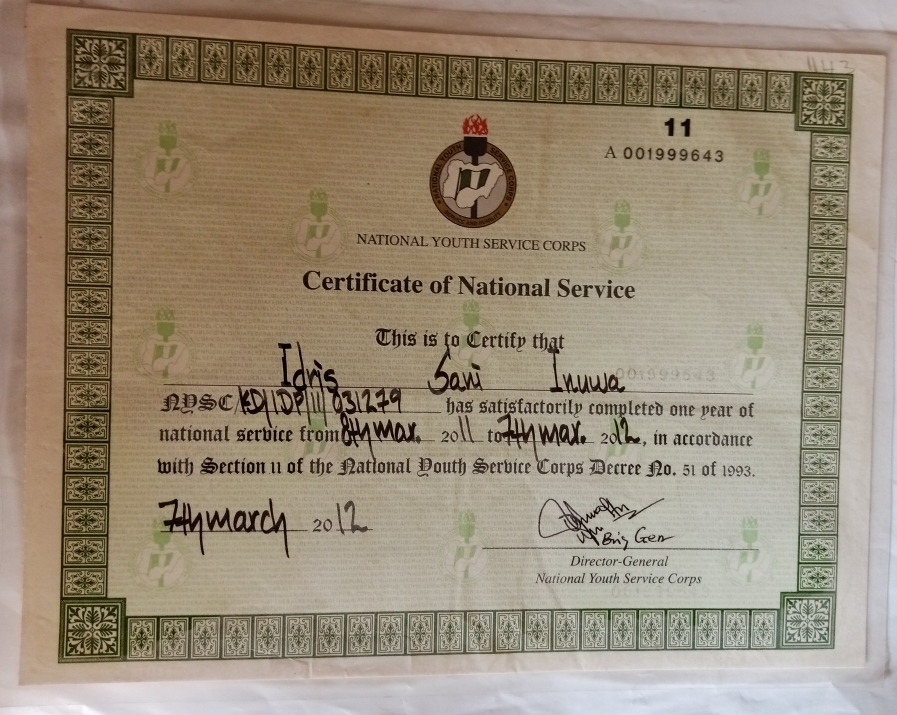 11
A 001999643
NATIONAL YOUTH SERVICE CORPS
Certificate of National Service
This is to Certify that
Idris Sani Inuwa
001999643
NYSC/KD/IDP/11/031279 has satisfactorily completed one year of
national service from 8th mar. 2011 to 7th mar. 2012, in accordance
with Section 11 of the National Youth Service Corps Decree No. 51 of 1993.
7th march 2012
Brig Gen
Director-General
National Youth Service Corps